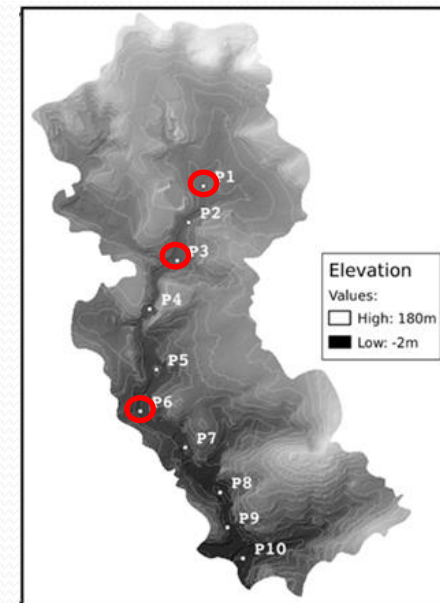 P1
P2
P3
P4
P5
P6
P7
P8
P9
P10
Elevation
Values:
High: 180m
Low: -2m